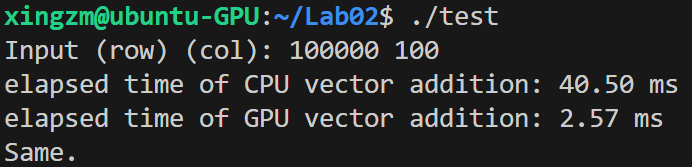 xingzm@ubuntu-GPU:~/Lab02$ ./test
Input (row) (col): 100000 100
elapsed time of CPU vector addition: 40.50 ms
elapsed time of GPU vector addition: 2.57 ms
Same.